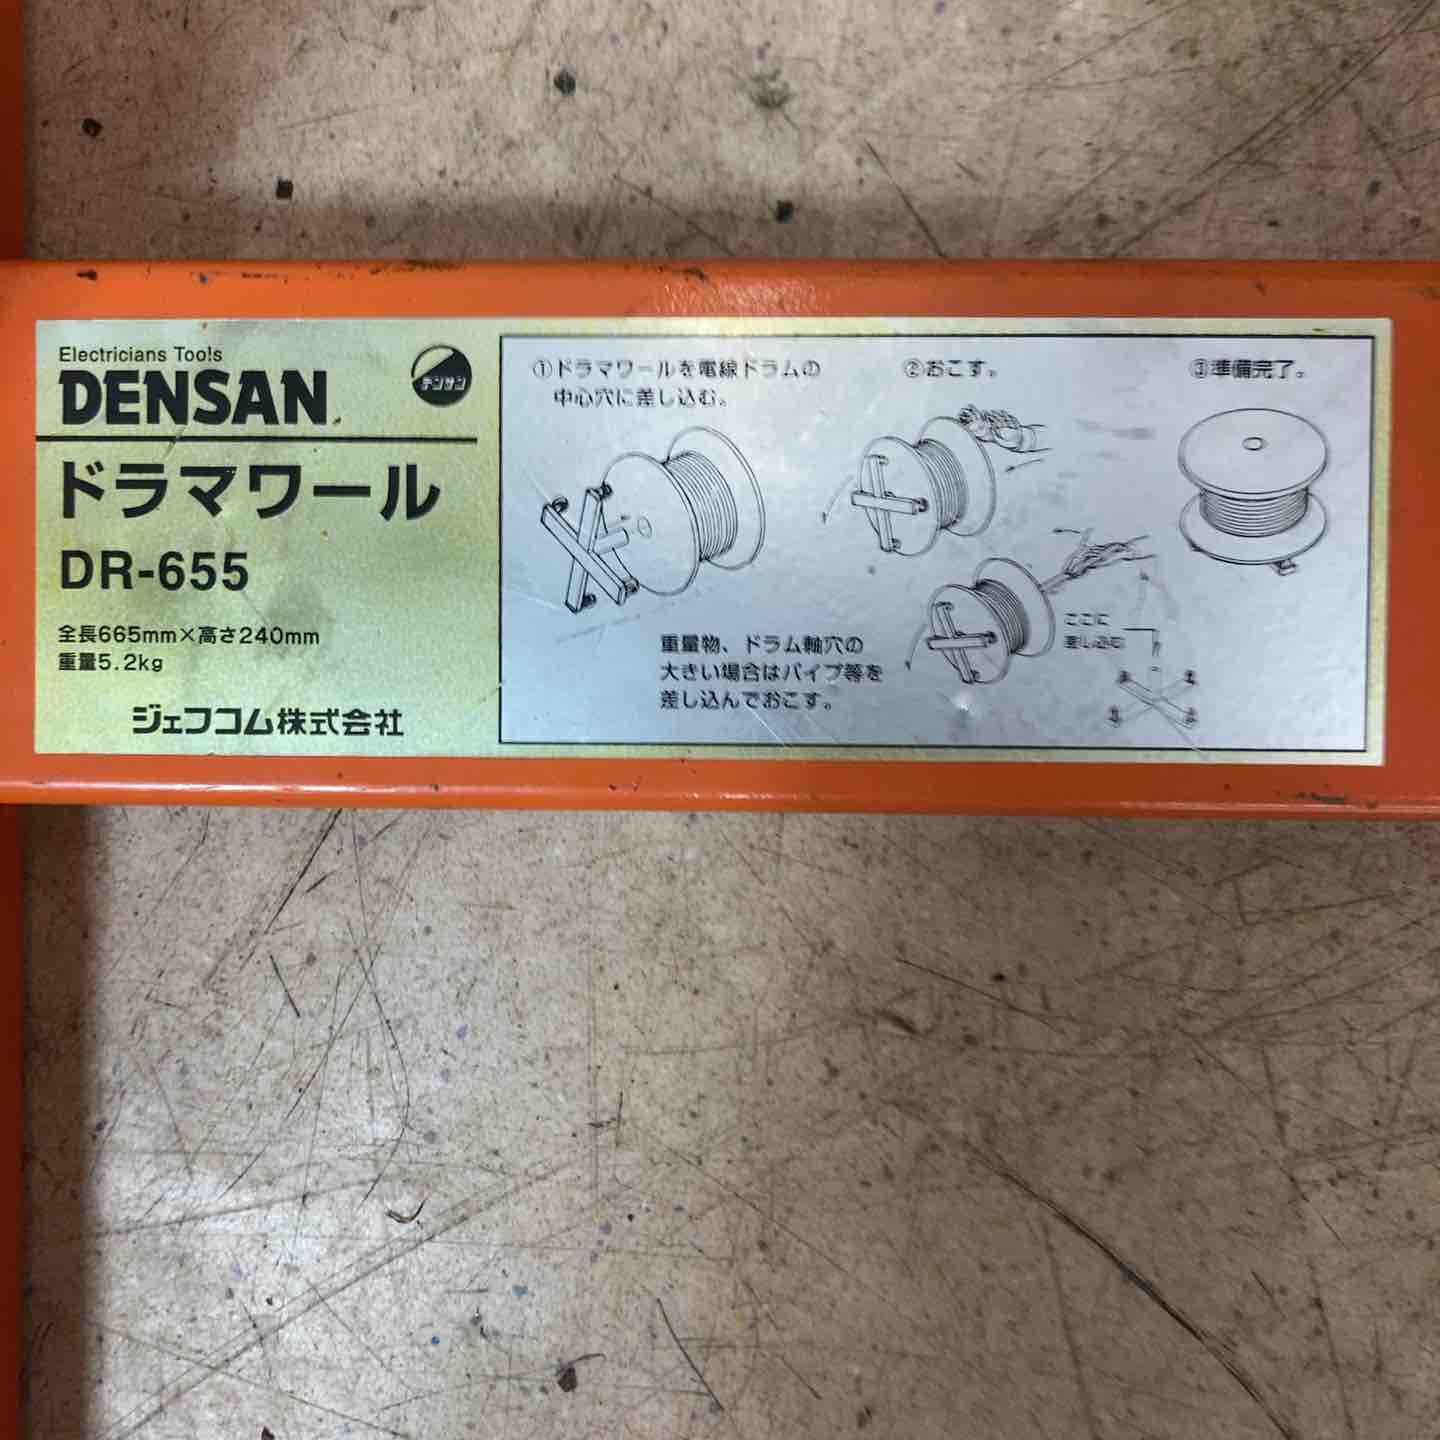 Electricians Tools
DENSAN
デンサン
ドラマワール
DR-655
全長665mm×高さ240mm
重量5.2kg
ジェフコム株式会社
①ドラマワールを電線ドラムの
中心穴に差し込む。
②おこす。
③準備完了。
重量物、ドラム軸穴の
大きい場合はパイプ等を
差し込んでおこす。
ここに
差し込む